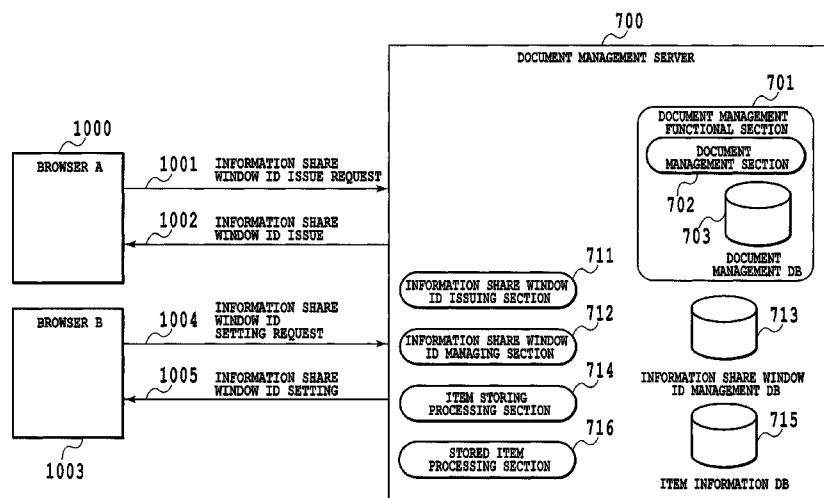 700
DOCUMENT MANAGEMENT SERVER
701
DOCUMENT MANAGEMENT
FUNCTIONAL SECTION
DOCUMENT
MANAGEMENT SECTION
702
703
DOCUMENT
MANAGEMENT DB
1000
BROWSER A
1001
INFORMATION SHARE
WINDOW ID ISSUE REQUEST
1002
INFORMATION SHARE
WINDOW ID ISSUE
711
INFORMATION SHARE WINDOW
ID ISSUING SECTION
BROWSER B
1004
INFORMATION SHARE
WINDOW ID
SETTING REQUEST
712
INFORMATION SHARE WINDOW
ID MANAGING SECTION
713
INFORMATION SHARE WINDOW
ID MANAGEMENT DB
1005
INFORMATION SHARE
WINDOW ID SETTING
714
ITEM STORING
PROCESSING SECTION
715
ITEM INFORMATION DB
716
STORED ITEM
PROCESSING SECTION
1003